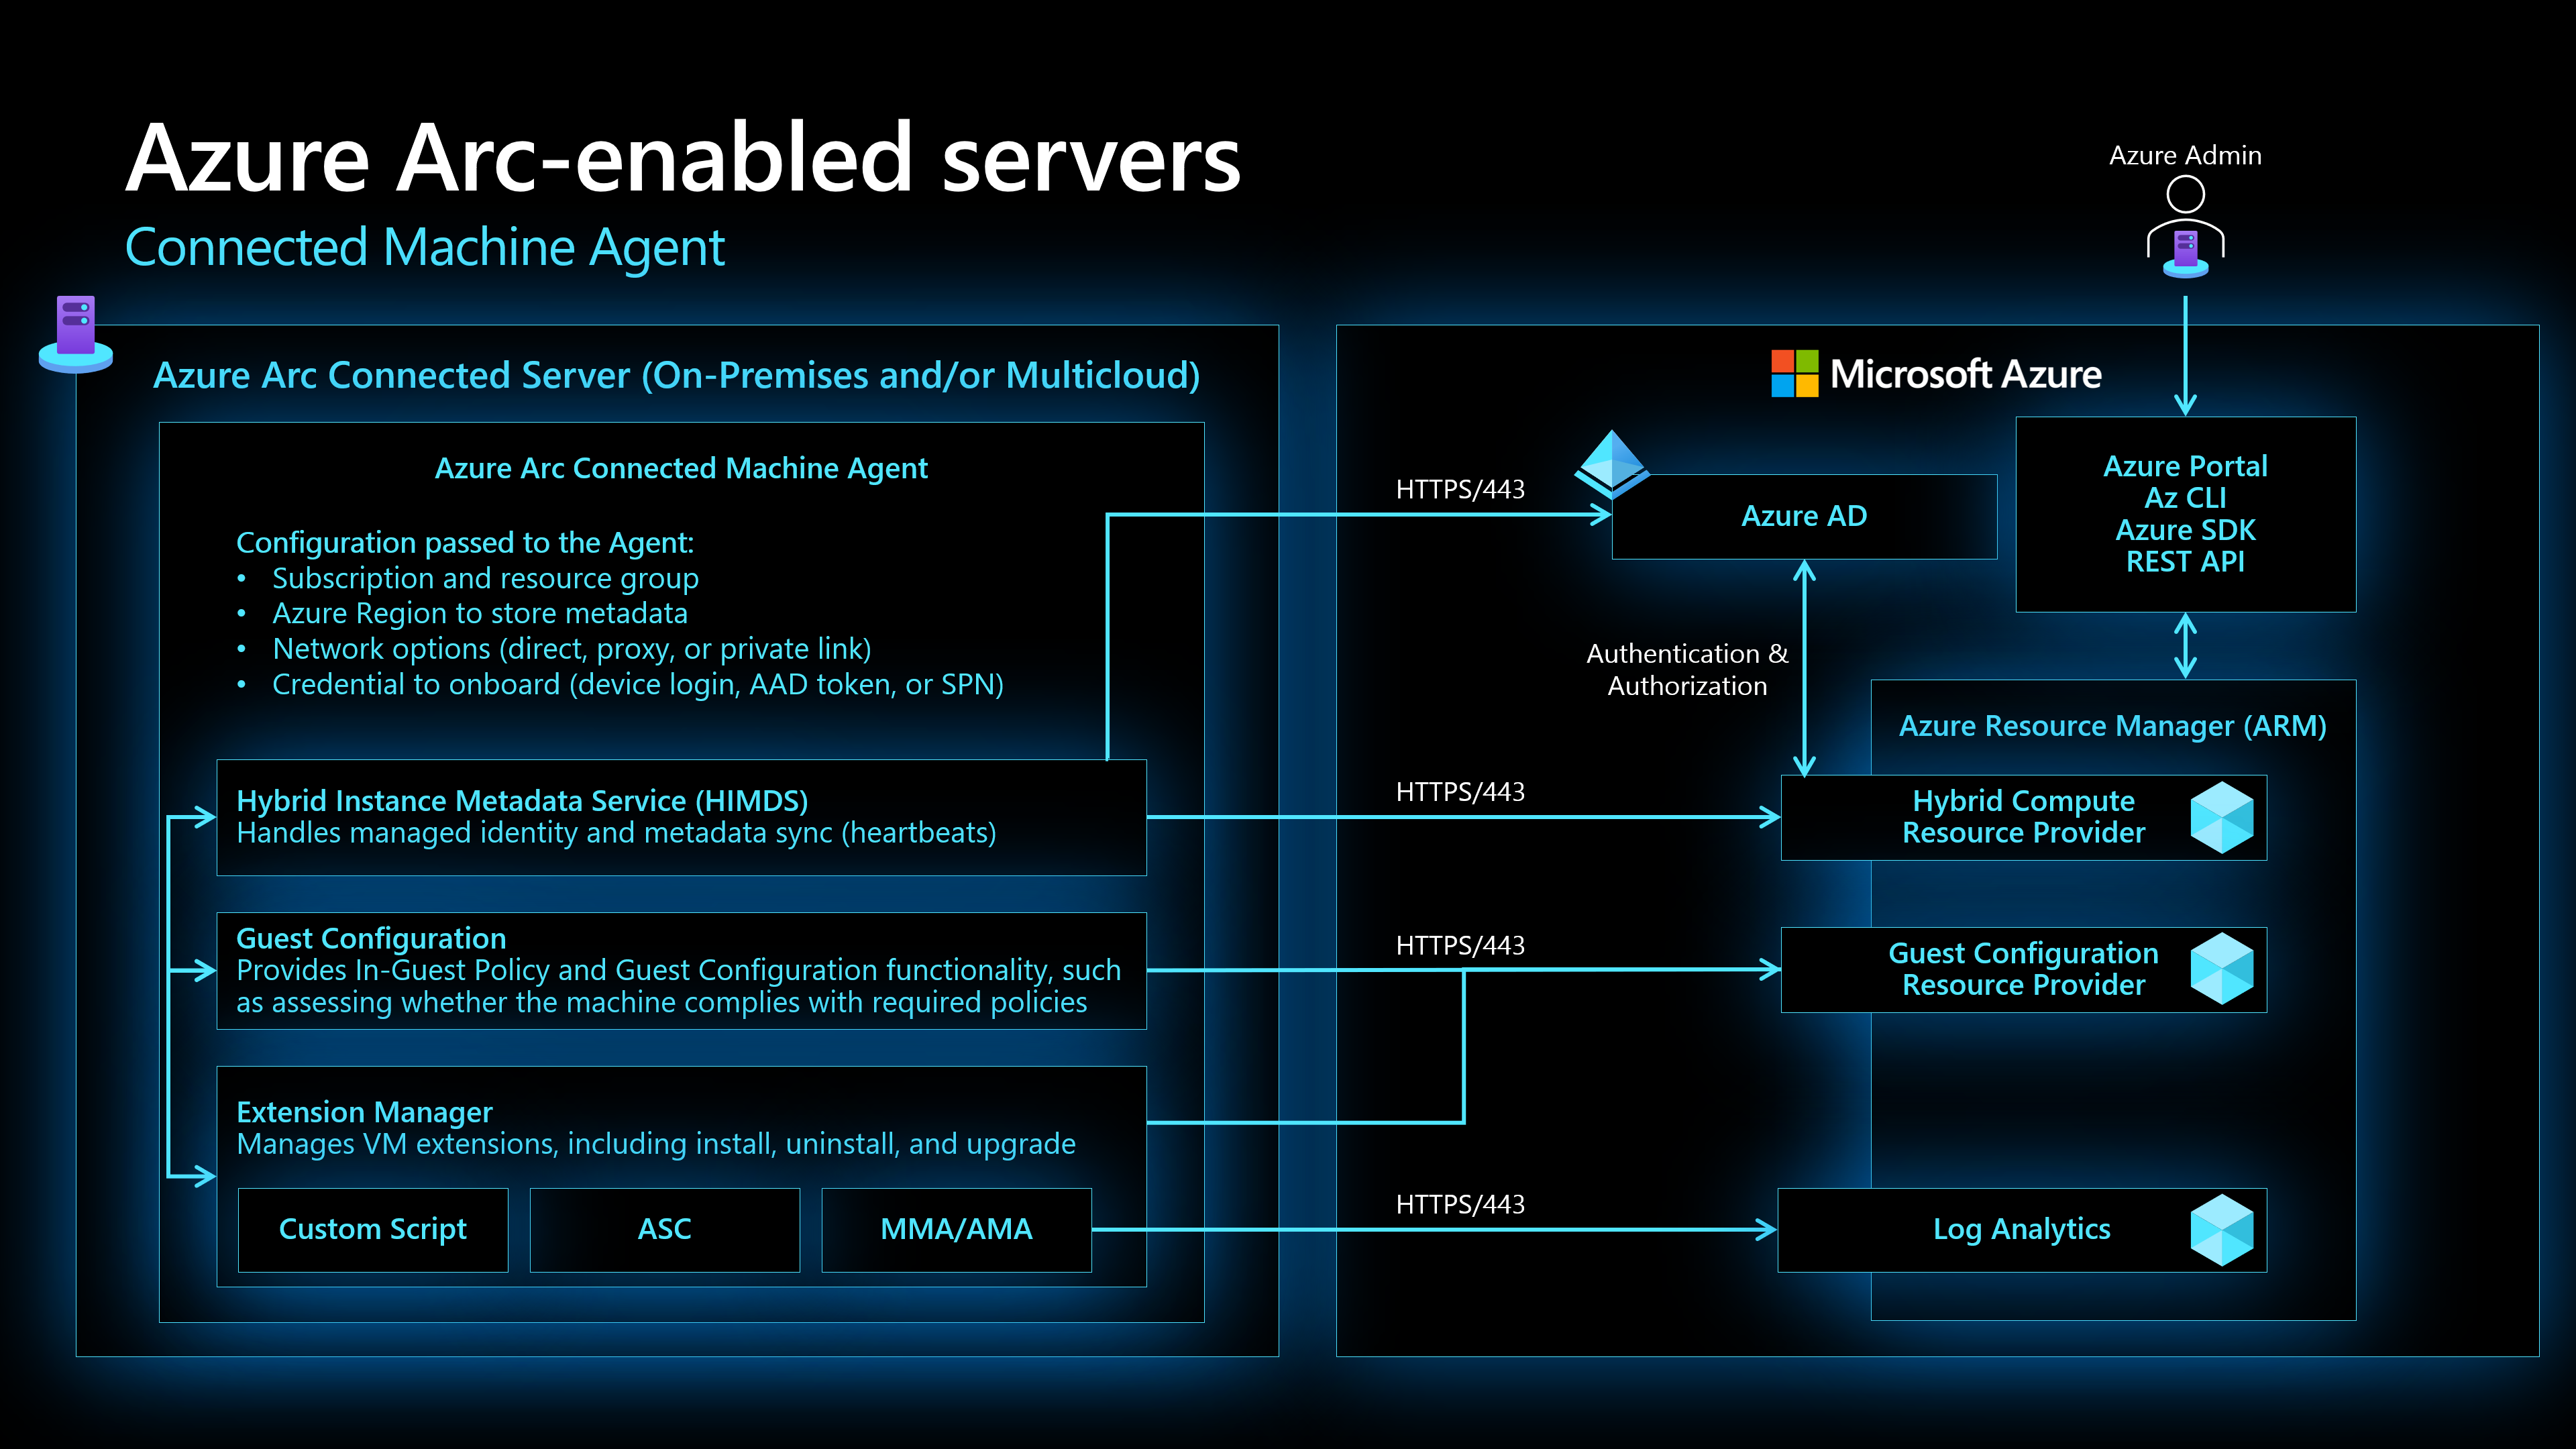 Azure Arc-enabled servers
Connected Machine Agent
Azure Admin
Azure Arc Connected Server (On-Premises and/or Multicloud)
Azure Arc Connected Machine Agent
Configuration passed to the Agent:
• Subscription and resource group
• Azure Region to store metadata
• Network options (direct, proxy, or private link)
• Credential to onboard (device login, AAD token, or SPN)
Hybrid Instance Metadata Service (HIMDS)
Handles managed identity and metadata sync (heartbeats)
Guest Configuration
Provides In-Guest Policy and Guest Configuration functionality, such
as assessing whether the machine complies with required policies
Extension Manager
Manages VM extensions, including install, uninstall, and upgrade
Custom Script
ASC
MMA/AMA
HTTPS/443
HTTPS/443
HTTPS/443
HTTPS/443
Microsoft Azure
Azure AD
Azure Portal
Az CLI
Azure SDK
REST API
Authentication &
Authorization
Azure Resource Manager (ARM)
Hybrid Compute
Resource Provider
Guest Configuration
Resource Provider
Log Analytics